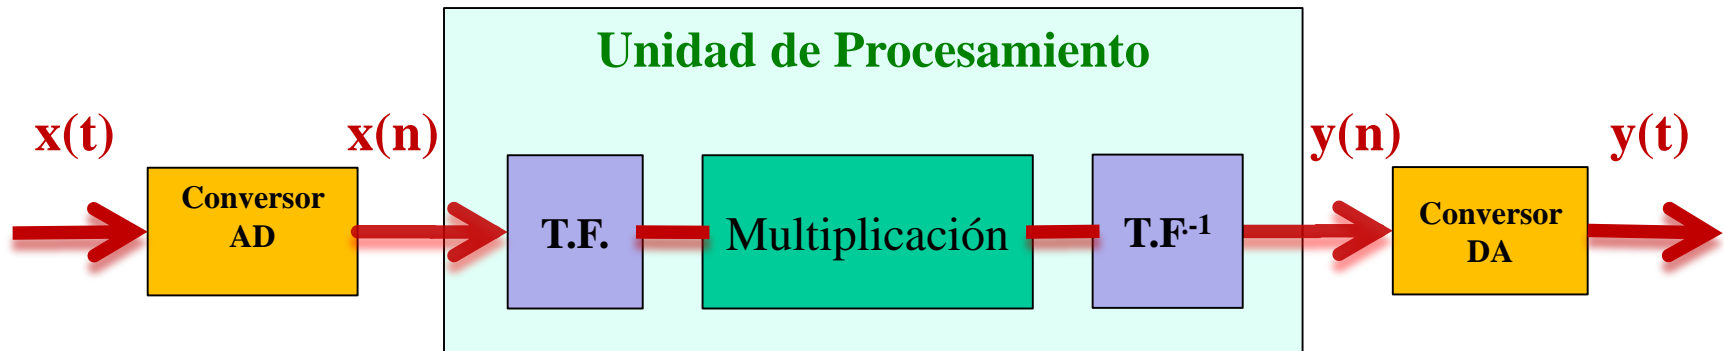 Unidad de Procesamiento
x(t)
x(n)
y(n)
y(t)
Conversor
AD
T.F.
Multiplicación
T.F.-1
Conversor
DA